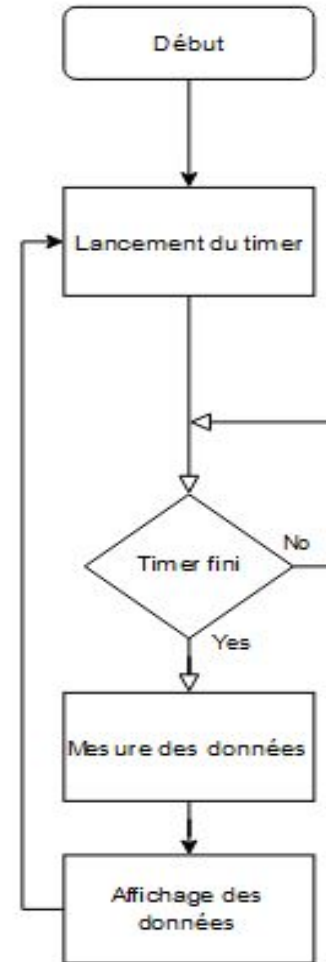 Début
Lancement du timer
Timer fini
No
Yes
Mesure des données
Affichage des
données